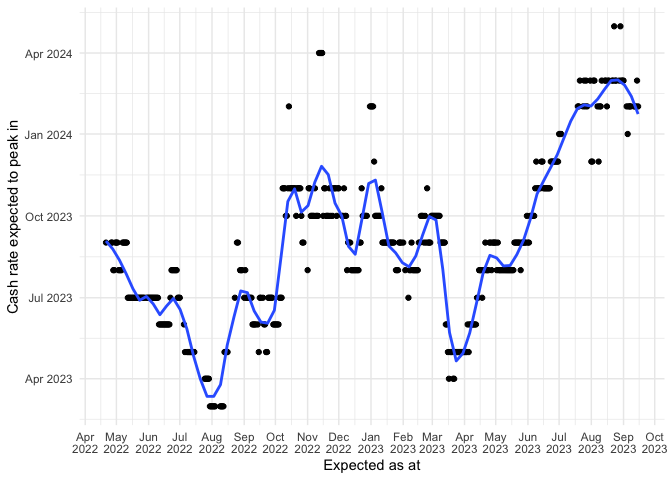 Cash rate expected to peak in
Apr 2024
Jan 2024
Oct 2023
Jul 2023
Apr 2023
Apr May Jun Jul Aug Sep Oct Nov Dec Jan Feb Mar Apr May Jun Jul Aug Sep Oct
2022 2022 2022 2022 2022 2022 2022 2022 2022 2023 2023 2023 2023 2023 2023 2023 2023 2023 2023
Expected as at